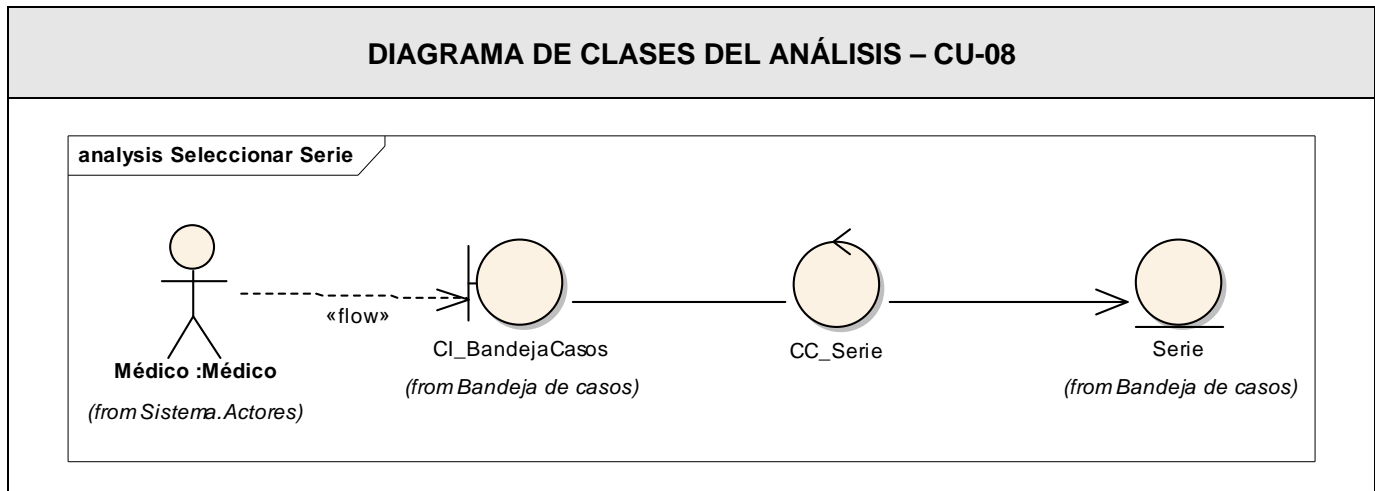 DIAGRAMA DE CLASES DEL ANÁLISIS – CU-08
analysis Seleccionar Serie
«flow»
CI_BandejaCasos
CC_Serie
Serie
Médico :Médico
(from Bandeja de casos)
(from Bandeja de casos)
(from Sistema.Actores)